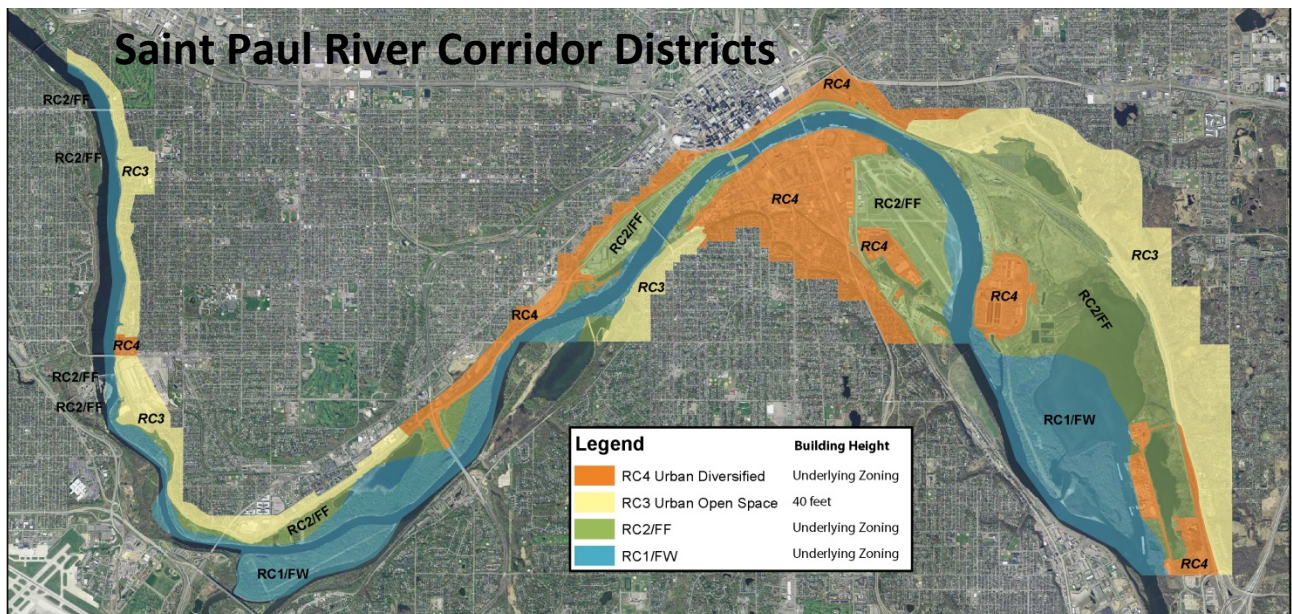 Saint Paul River Corridor Districts
RC4
RC2/FF
RC2/FF
RC3
RC4
RC2/FF
RC2/FF
RC3
RC2/FF
RC1/FW
RC4
RC2/FF
RC3
RC4
RC2/FF
RC4
RC4
RC3
RC2/FF
RC1/FW
RC4
Legend Building Height
RC4 Urban Diversified Underlying Zoning
RC3 Urban Open Space 40 feet
RC2/FF Underlying Zoning
RC1/FW Underlying Zoning